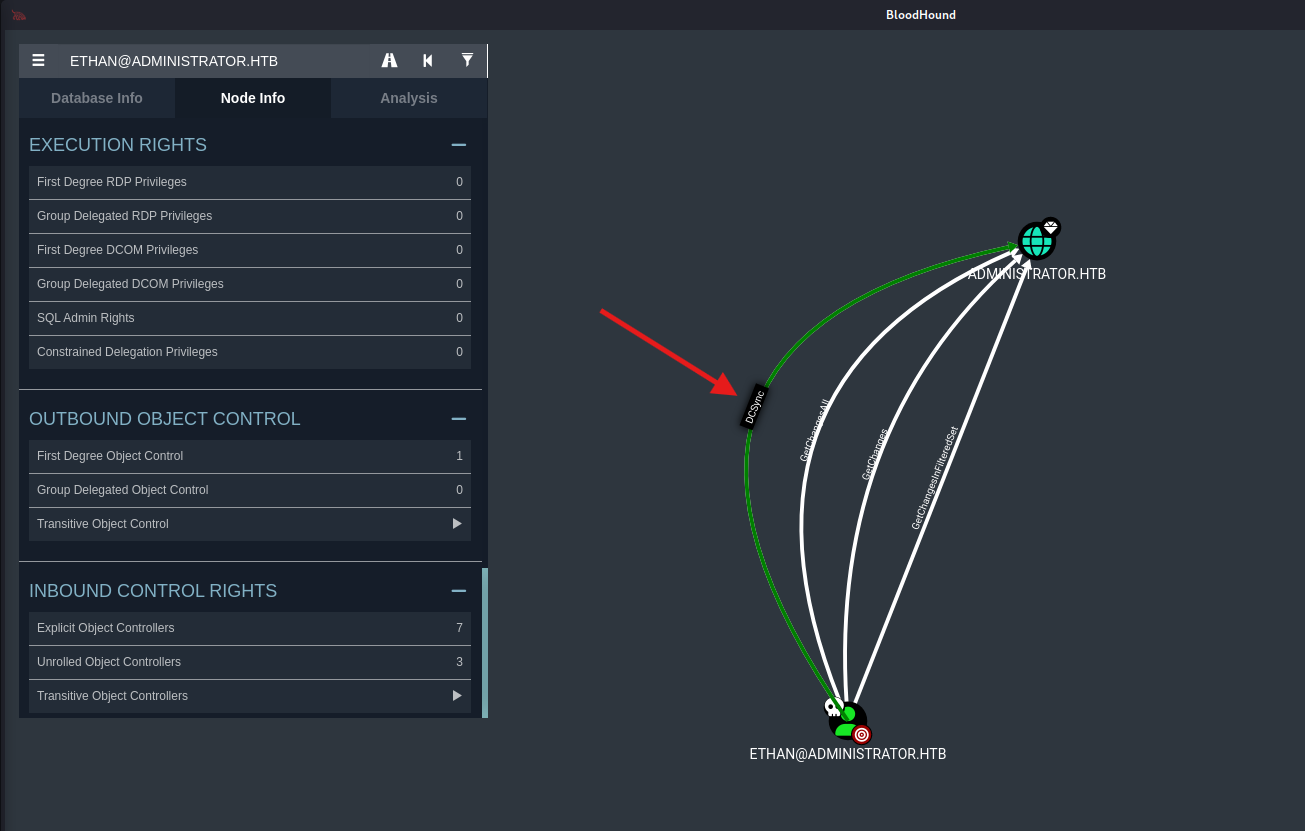 BloodHound
ETHAN@ADMINISTRATOR.HTB
Database Info
Node Info
Analysis
EXECUTION RIGHTS
First Degree RDP Privileges 0
Group Delegated RDP Privileges 0
First Degree DCOM Privileges 0
Group Delegated DCOM Privileges 0
SQL Admin Rights 0
Constrained Delegation Privileges 0
OUTBOUND OBJECT CONTROL
First Degree Object Control 1
Group Delegated Object Control 0
Transitive Object Control
INBOUND CONTROL RIGHTS
Explicit Object Controllers 7
Unrolled Object Controllers 3
Transitive Object Controllers
ADMINISTRATOR.HTB
DCSync
GetChangesAll
GetChanges
GetChangesInFilteredSet
ETHAN@ADMINISTRATOR.HTB